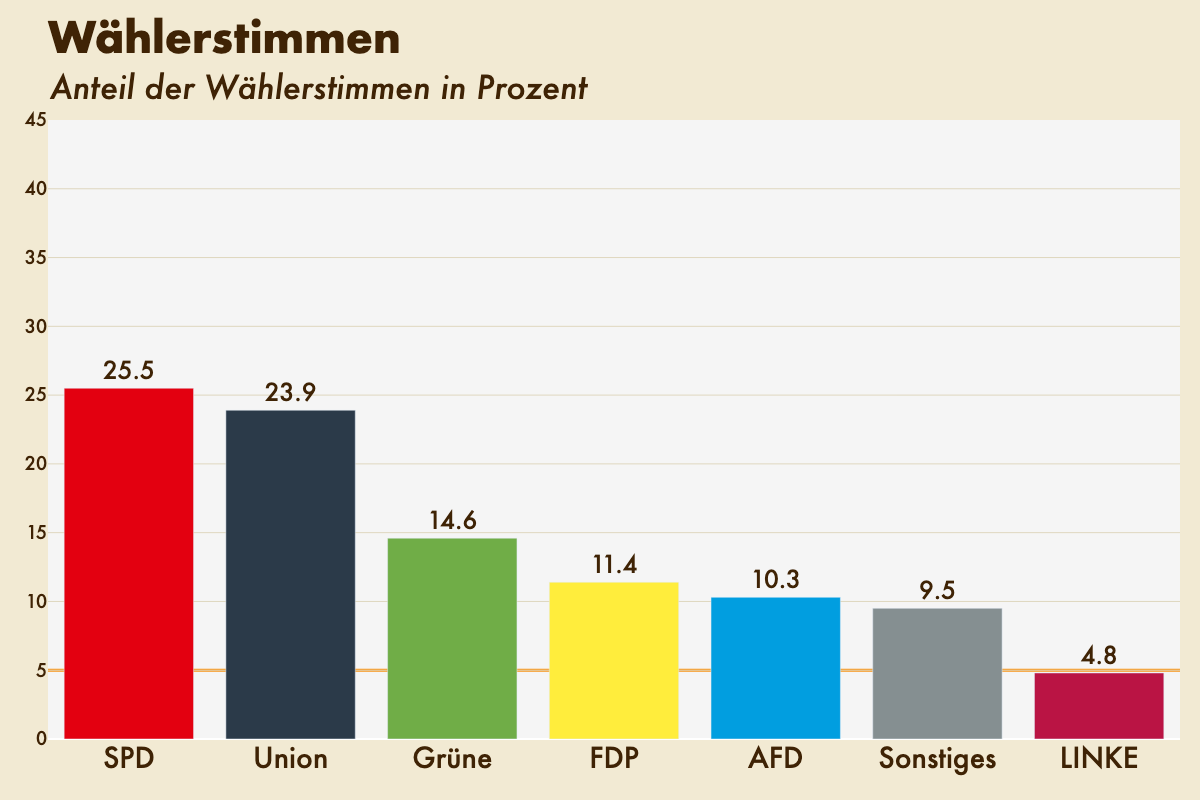 Wählerstimmen
Anteil der Wählerstimmen in Prozent
45
40
35
30
25
20
15
10
5
0
25.5
23.9
14.6
11.4
10.3
9.5
4.8
SPD
Union
Grüne
FDP
AFD
Sonstiges
LINKE